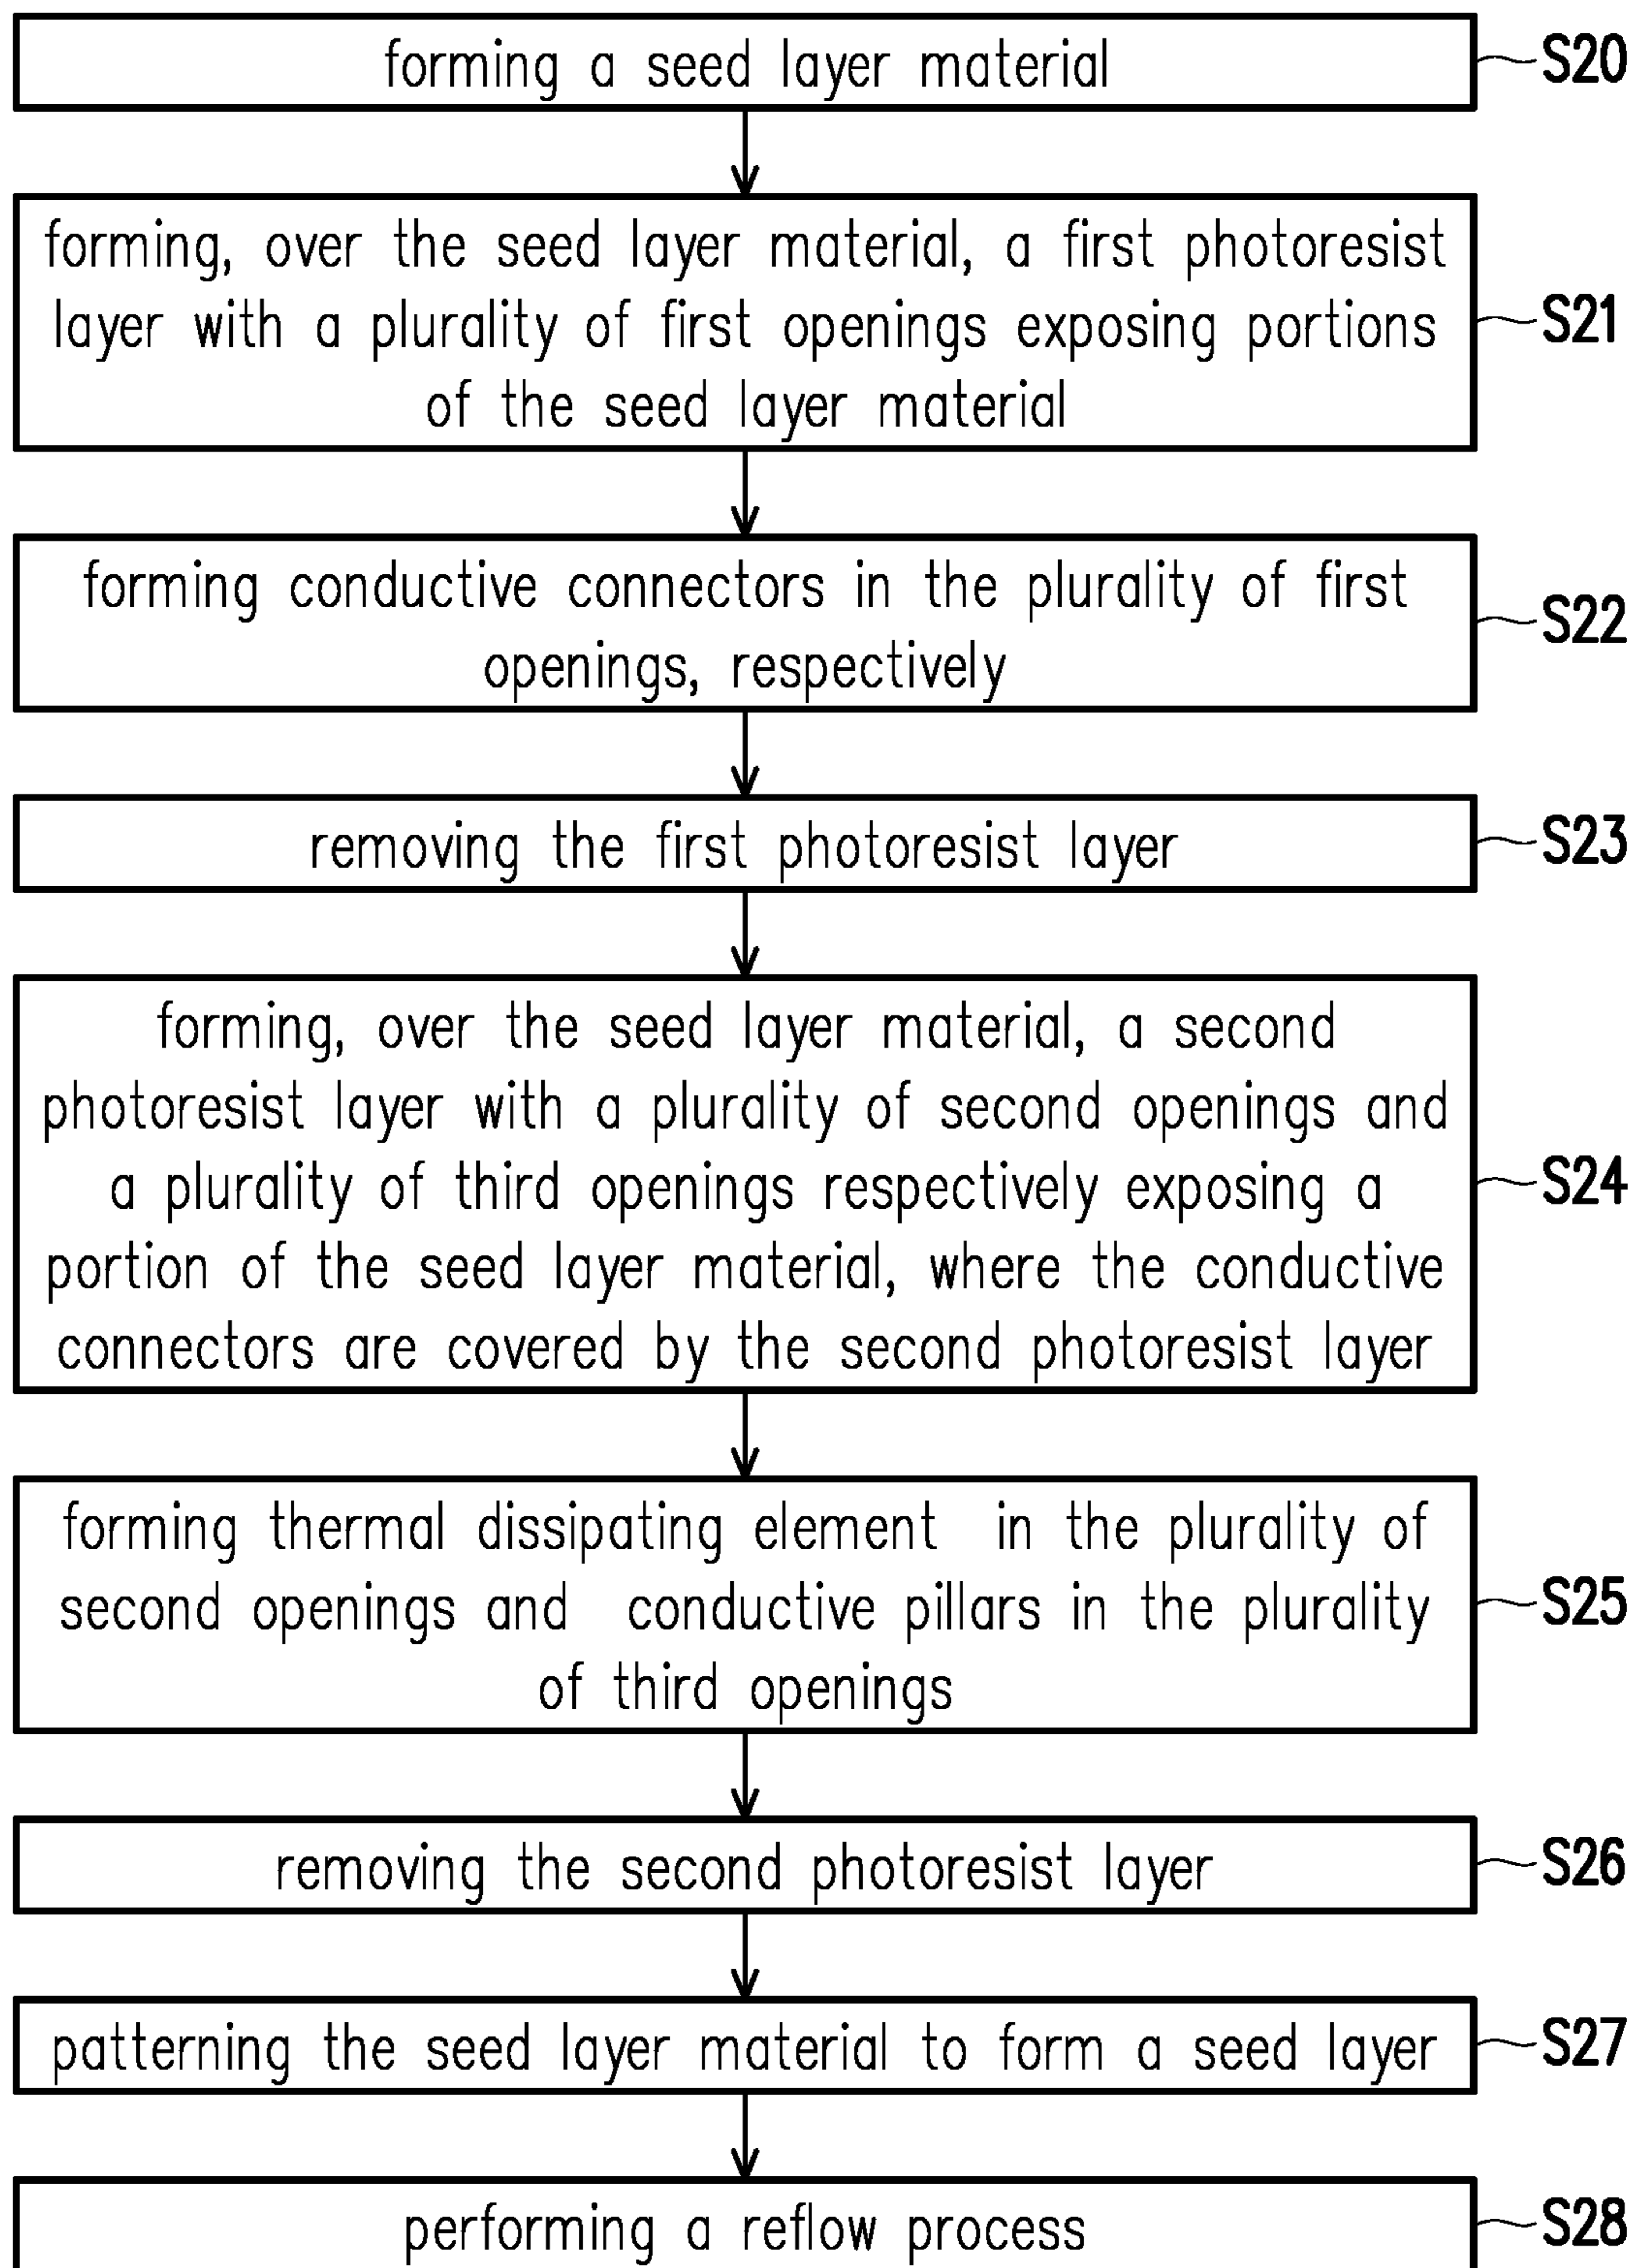 forming a seed layer material
S20
forming, over the seed layer material, a first photoresist
layer with a plurality of first openings exposing portions
of the seed layer material
S21
forming conductive connectors in the plurality of first
openings, respectively
S22
removing the first photoresist layer
S23
forming, over the seed layer material, a second
photoresist layer with a plurality of second openings and
a plurality of third openings respectively exposing a
portion of the seed layer material, where the conductive
connectors are covered by the second photoresist layer
S24
forming thermal dissipating element in the plurality of
second openings and conductive pillars in the plurality
of third openings
S25
removing the second photoresist layer
S26
patterning the seed layer material to form a seed layer
S27
performing a reflow process
S28